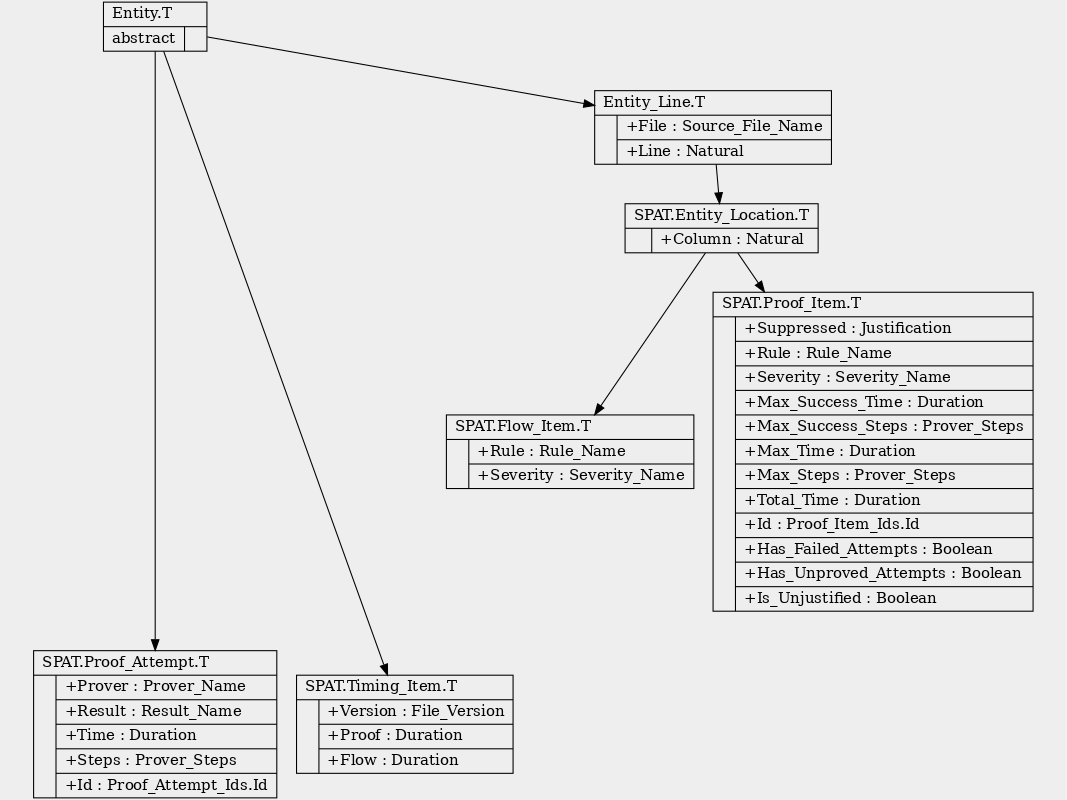 Entity.T
abstract
Entity_Line.T
+File : Source_File_Name
+Line : Natural
SPAT.Entity_Location.T
+Column : Natural
SPAT.Proof_Item.T
+Suppressed : Justification
+Rule : Rule_Name
+Severity : Severity_Name
+Max_Success_Time : Duration
+Max_Success_Steps : Prover_Steps
+Max_Time : Duration
+Max_Steps : Prover_Steps
+Total_Time : Duration
+Id : Proof_Item_Ids.Id
+Has_Failed_Attempts : Boolean
+Has_Unproved_Attempts : Boolean
+Is_Unjustified : Boolean
SPAT.Flow_Item.T
+Rule : Rule_Name
+Severity : Severity_Name
SPAT.Proof_Attempt.T
+Prover : Prover_Name
+Result : Result_Name
+Time : Duration
+Steps : Prover_Steps
+Id : Proof_Attempt_Ids.Id
SPAT.Timing_Item.T
+Version : File_Version
+Proof : Duration
+Flow : Duration